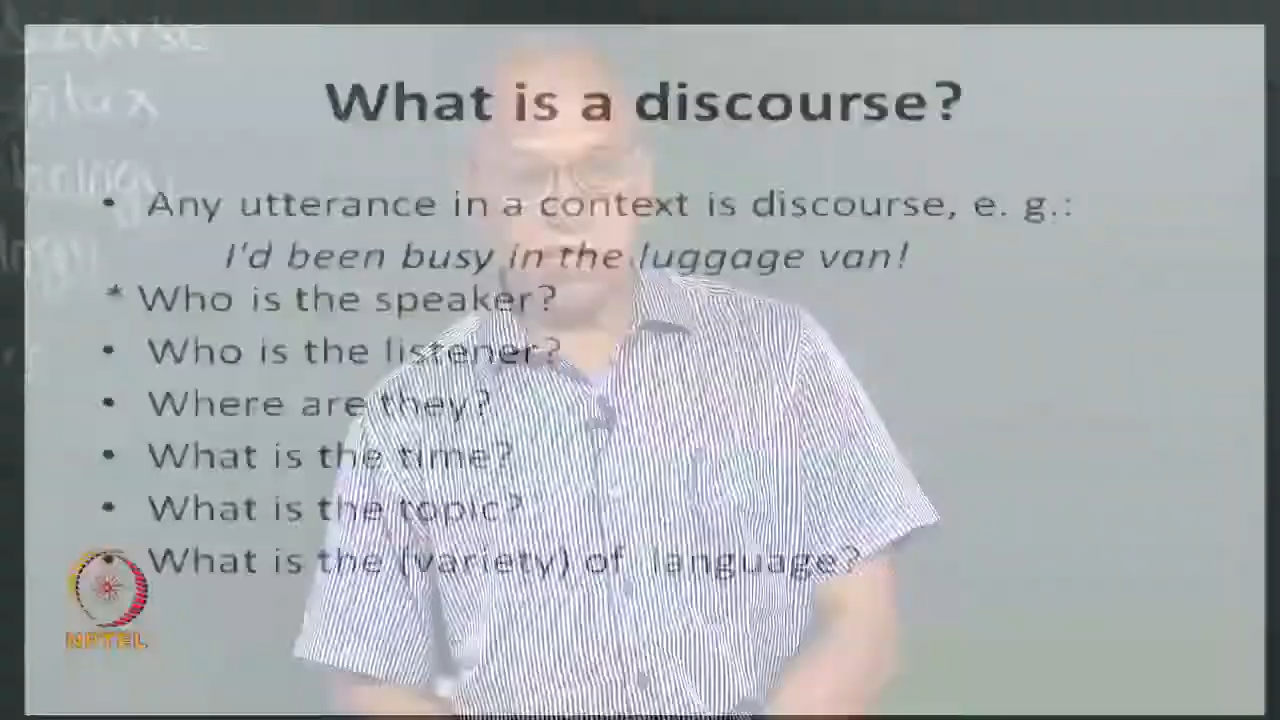 What is a discourse?
• Any utterance in a context is discourse, e. g.:
I'd been busy in the luggage van!
* Who is the speaker?
• Who is the listener?
• Where are they?
• What is the time?
• What is the topic?
• What is the (variety) of language?
NPTEL